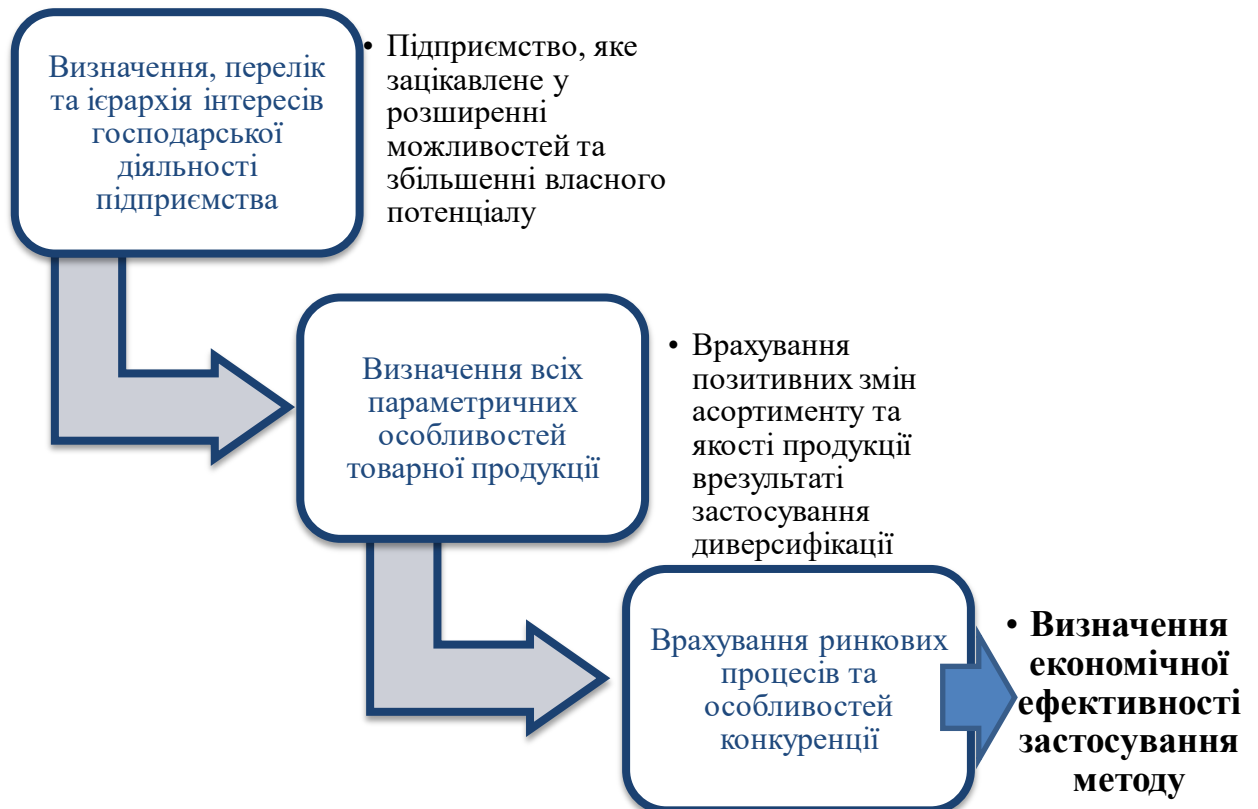 Визначення, перелік
та ієрархія інтересів
господарської
діяльності
підприємства
• Підприємство, яке
зацікавлене у
розширенні
можливостей та
збільшенні власного
потенціалу
Визначення всіх
параметричних
особливостей
товарної продукції
• Врахування
позитивних змін
асортименту та
якості продукції
врезультаті
застосування
диверсифікації
Врахування ринкових
процесів та
особливостей
конкуренції
• Визначення
економічної
ефективності
застосування
методу